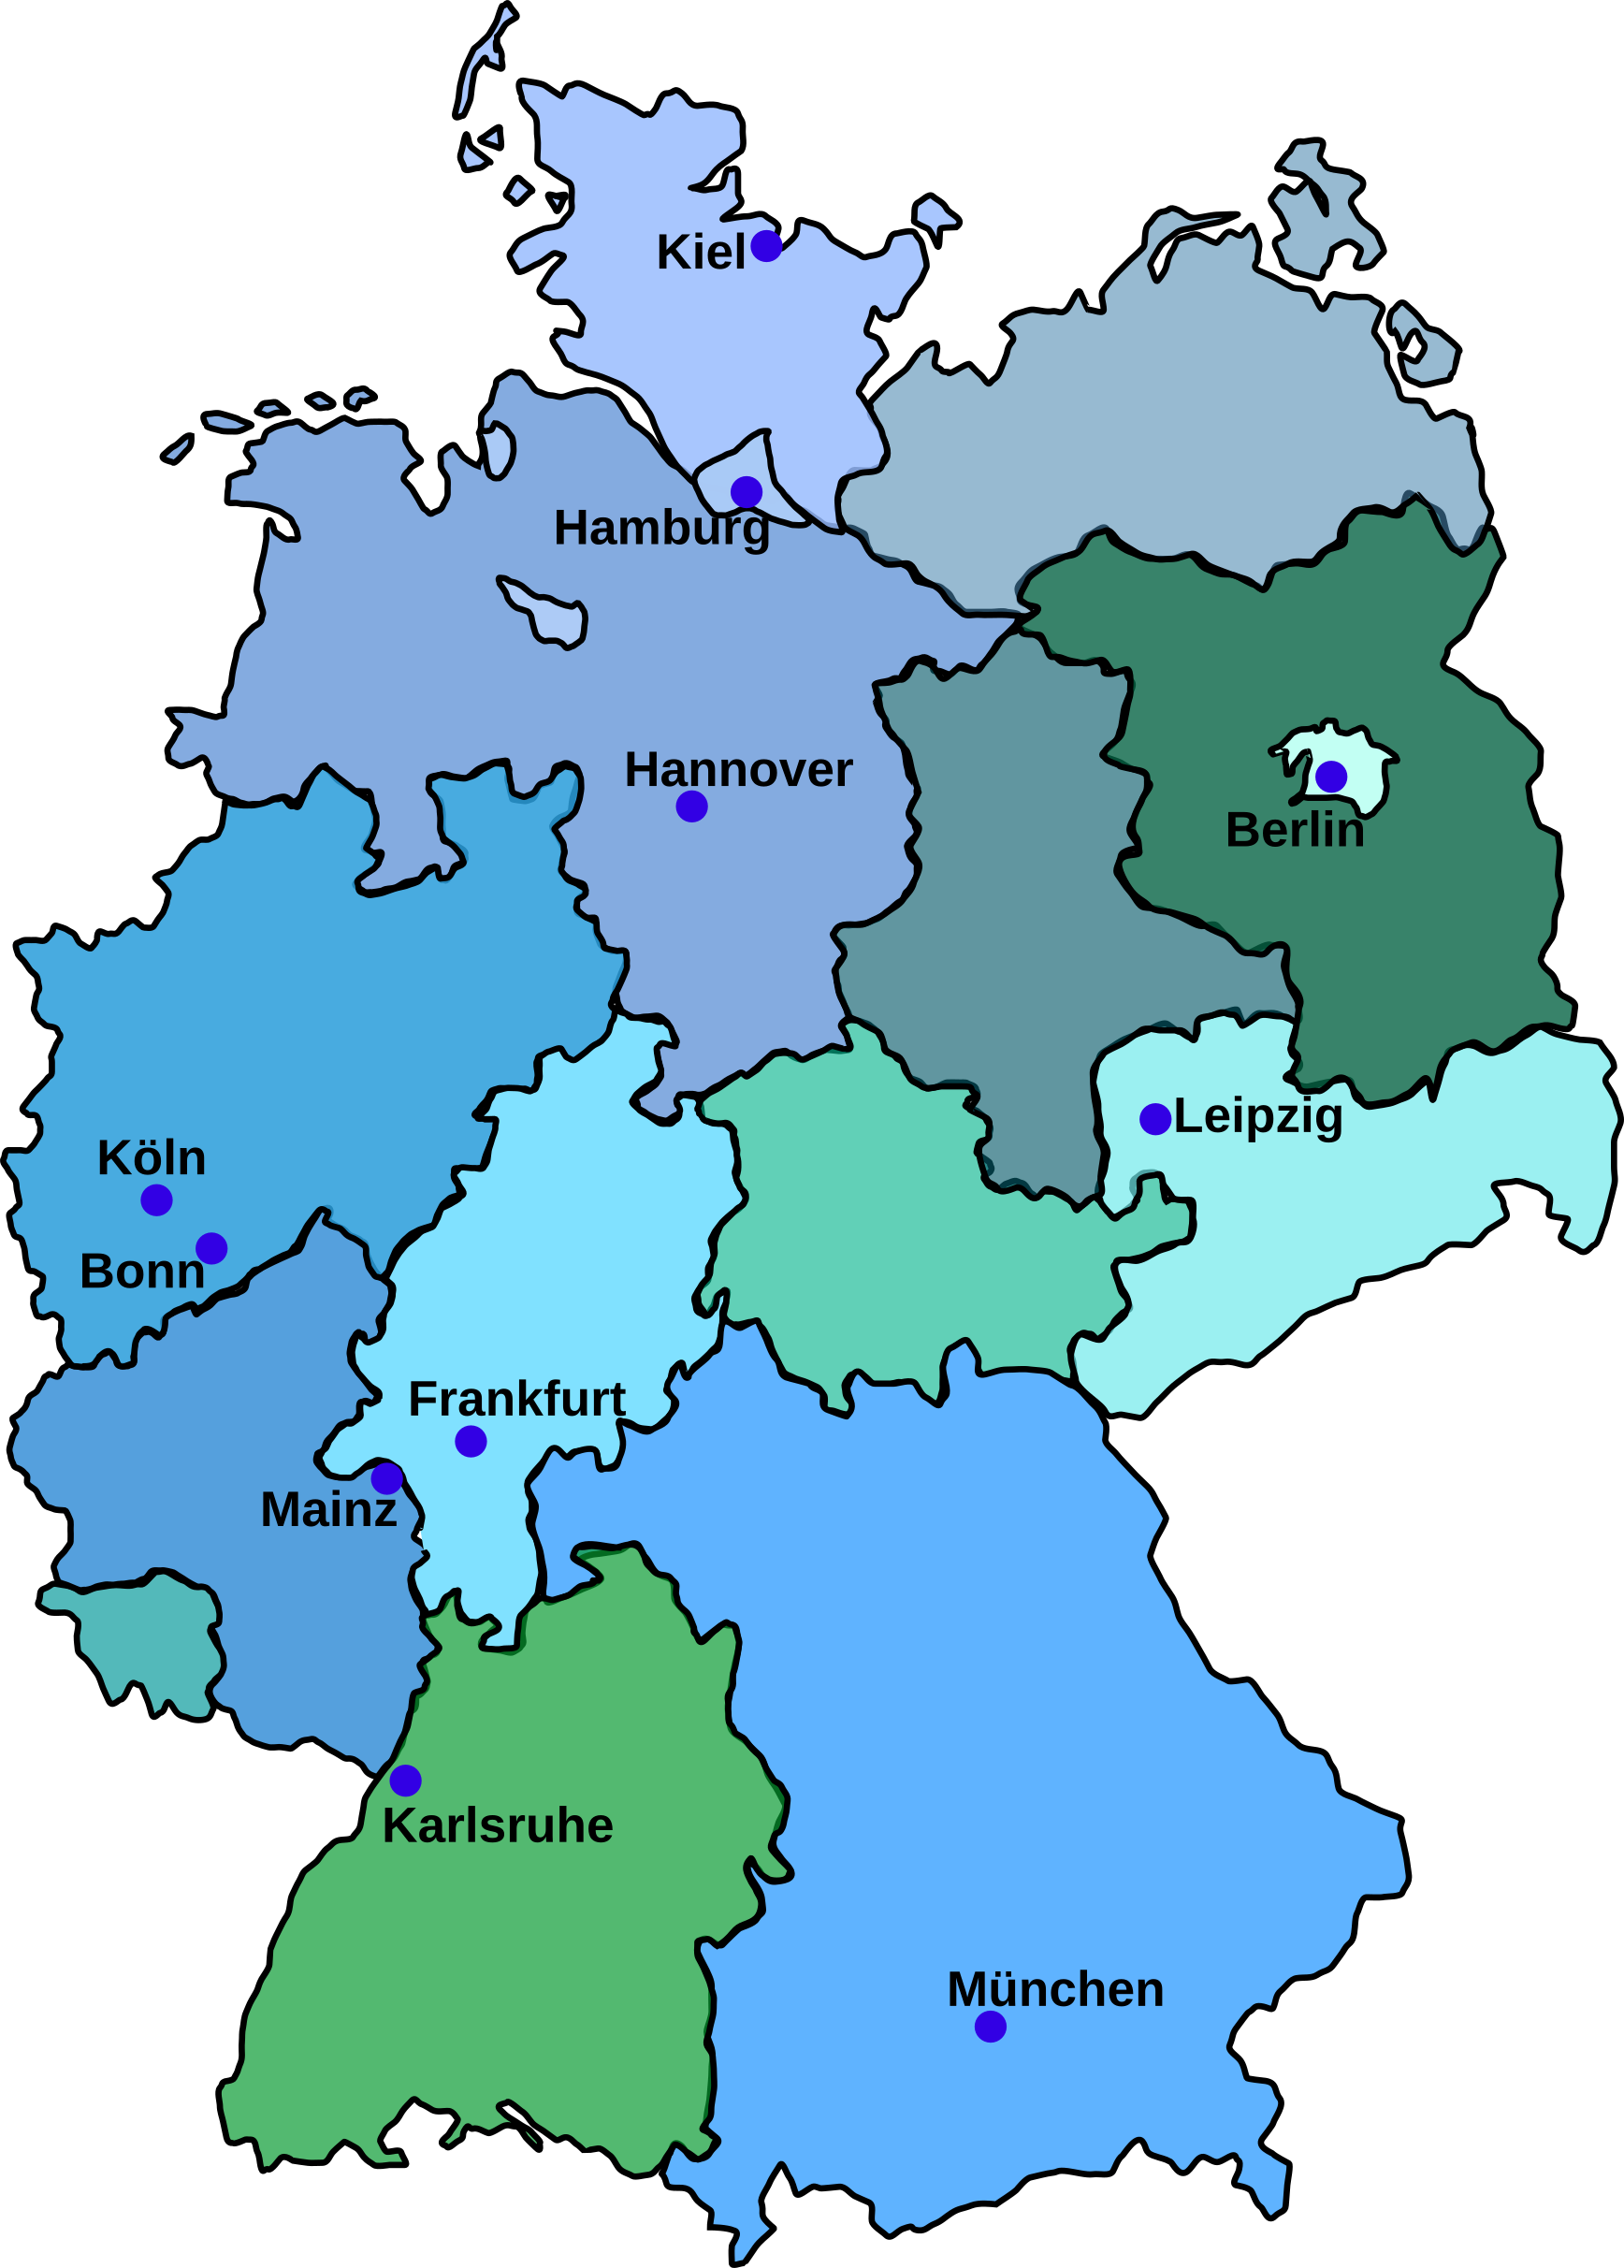 Kiel
Hamburg
Hannover
Berlin
Leipzig
Köln
Bonn
Frankfurt
Mainz
Karlsruhe
München